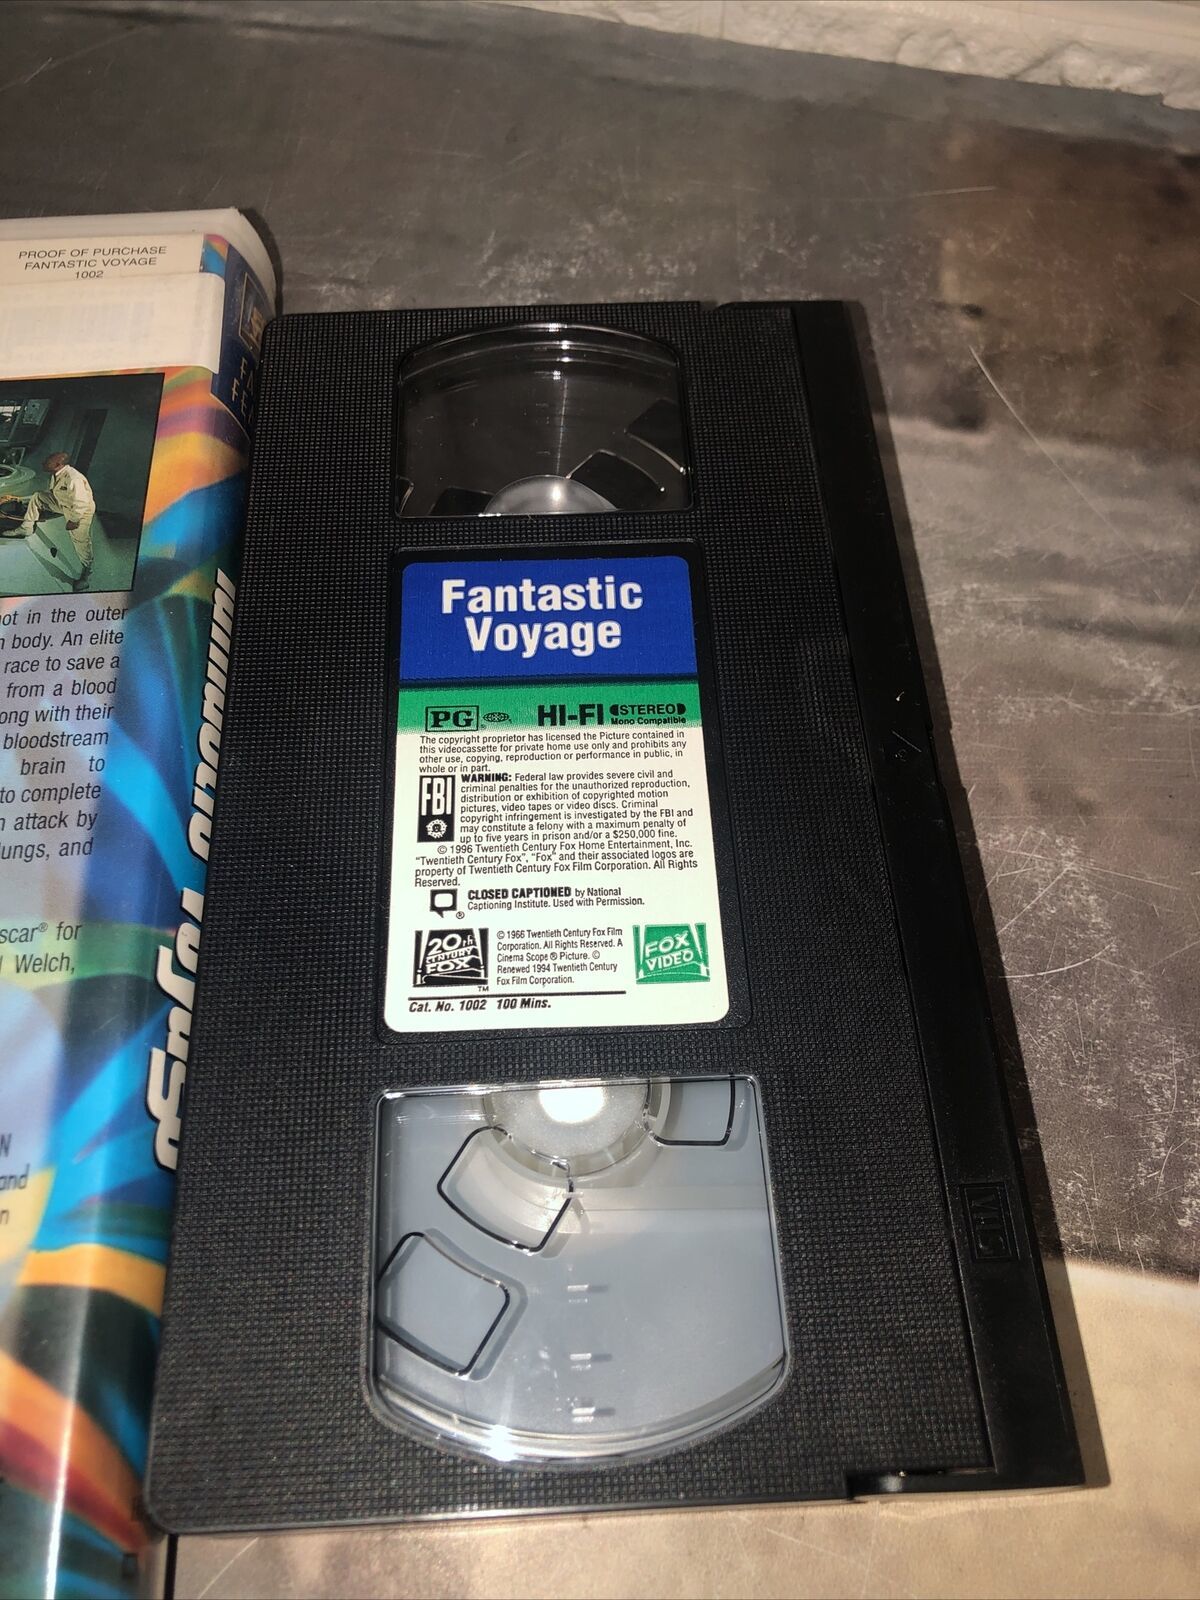 PROOF OF PURCHASE
FANTASTIC VOYAGE
1002
not in the outer
body. An elite
race to save a
from a blood
along with their
bloodstream
brain to
to complete
attack by
lungs, and
Oscar® for
Welch,
and
Fantastic Voyage
Fantastic
Voyage
PG
HI-FI STEREO
Mono Compatible
The copyright proprietor has licensed the Picture contained in
this videocassette for private home use only and prohibits any
other use, copying, reproduction or performance in public, in
whole or in part.
FBI
WARNING: Federal law provides severe civil and
criminal penalties for the unauthorized reproduction,
distribution or exhibition of copyrighted motion
pictures, video tapes or video discs. Criminal
copyright infringement is investigated by the FBI and
may constitute a felony with a maximum penalty of
up to five years in prison and/or a $250,000 fine.
© 1996 Twentieth Century Fox Home Entertainment, Inc.
“Twentieth Century Fox”, “Fox” and their associated logos are
property of Twentieth Century Fox Film Corporation. All Rights
Reserved.
CLOSED CAPTIONED by National
Captioning Institute. Used with Permission.
®
20th
CENTURY
FOX
TM
© 1966 Twentieth Century Fox Film
Corporation. All Rights Reserved. A
Cinema Scope ® Picture. ©
Renewed 1994 Twentieth Century
Fox Film Corporation.
FOX
VIDEO
Cat. No. 1002 100 Mins.
VHS